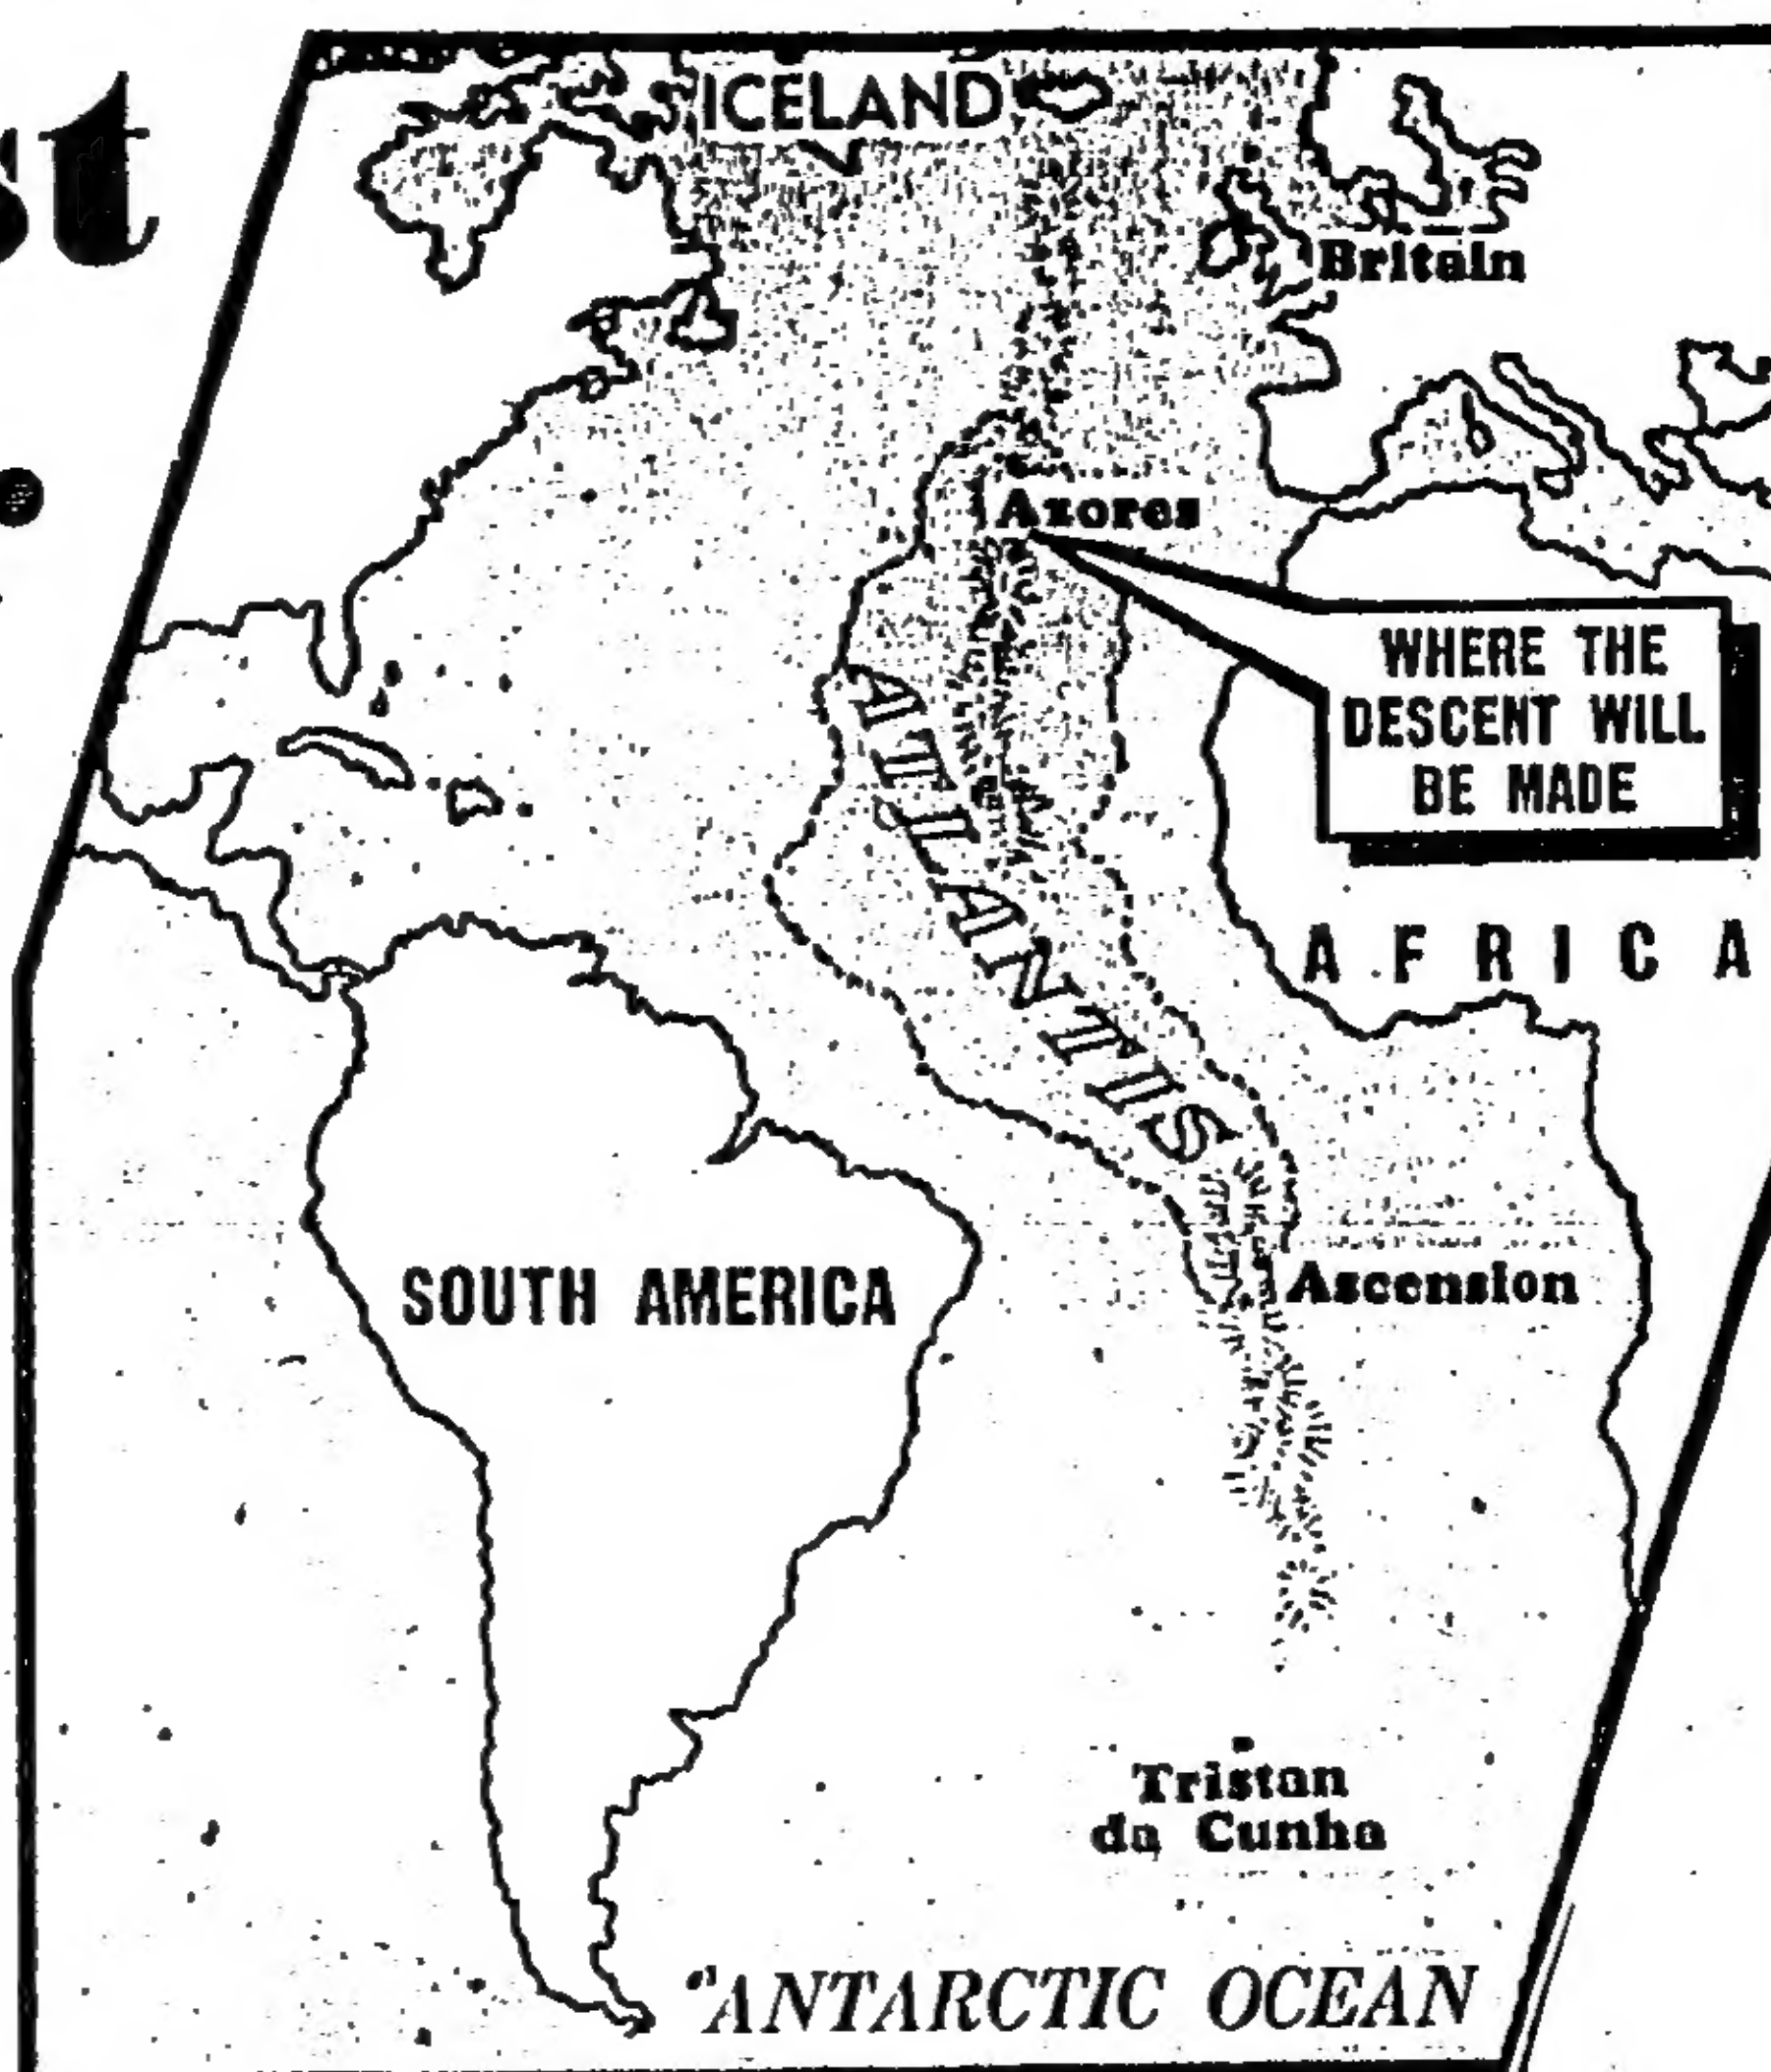 st
ICELAND
Britain
Azores
WHERE THE
DESCENT WILL
BE MADE
ATLANTIS
AFRICA
SOUTH AMERICA
Ascension
Tristan
da Cunha
ANTARCTIC OCEAN